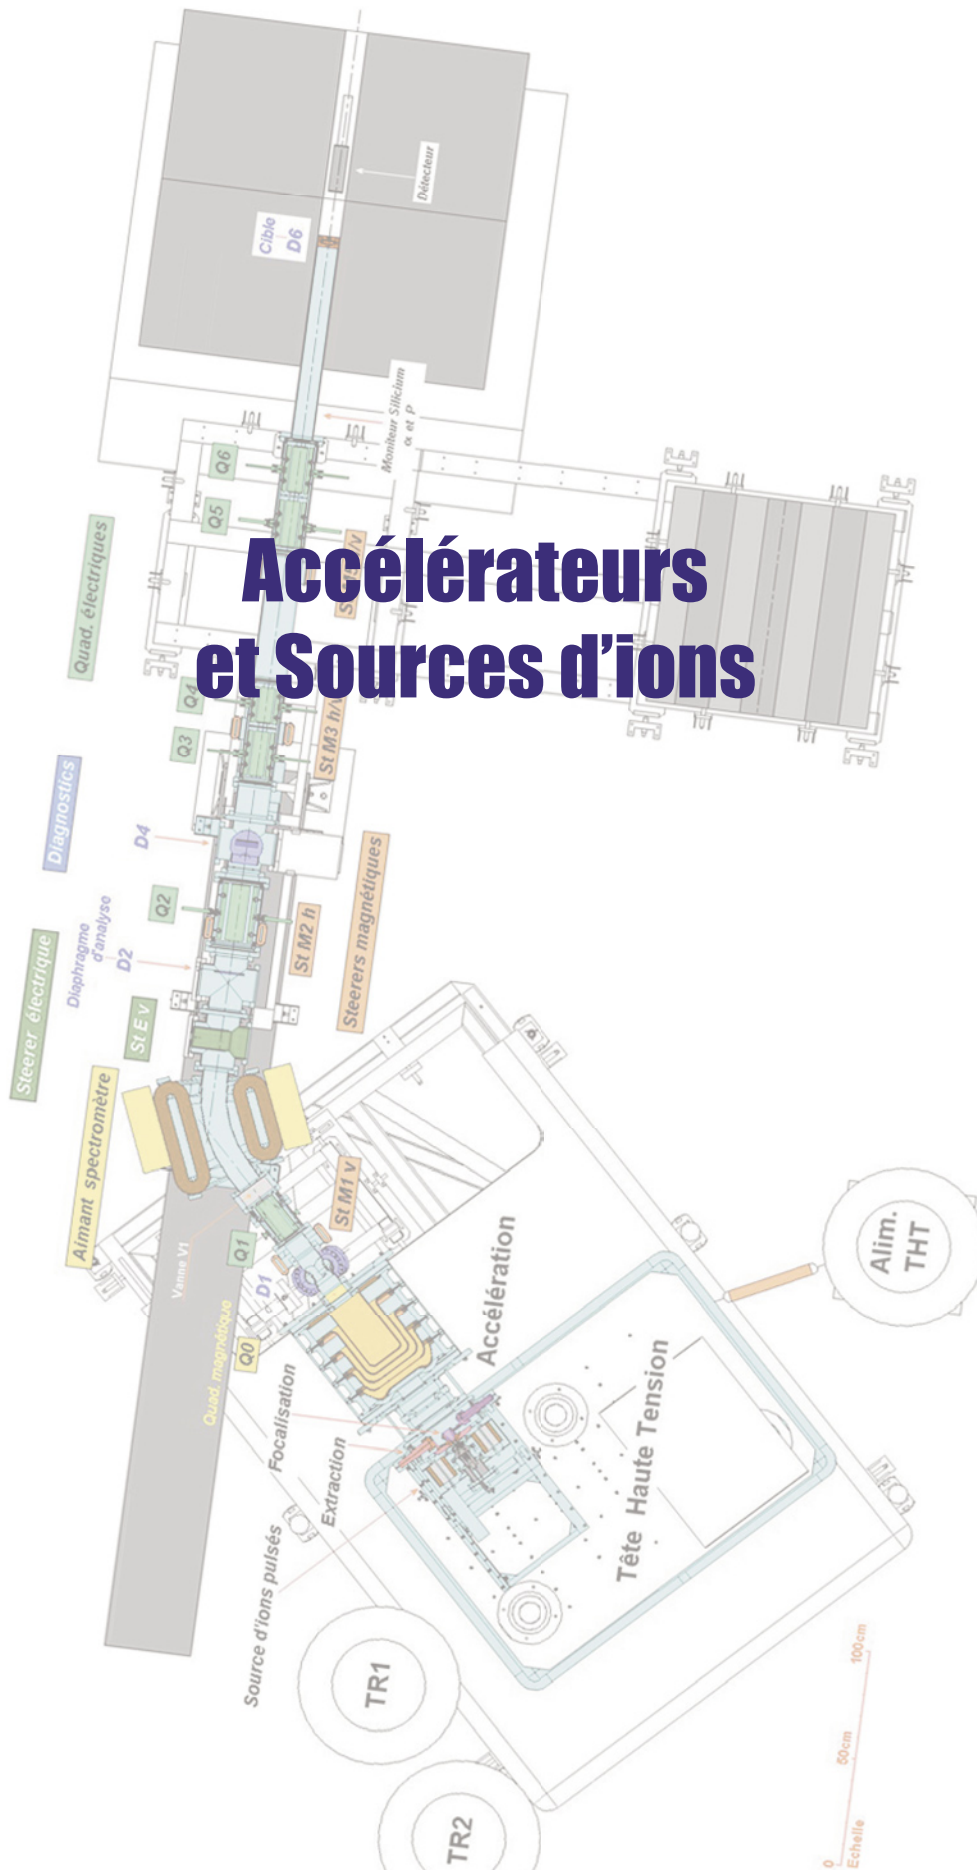 Détecteur
Cible
D6
Moniteur Silicium
α et P
Q6
Q5
Quad. électriques
Accélérateurs
et Sources d'ions
Q4
Q3
St M3 h/v
Diagnostics
D4
Q2
Diaphragme
d'analyse
D2
St M2 h
Steerers magnétiques
Steerer électrique
St E V
Aimant spectromètre
St M1 v
Vanne V1
Q1
D1
Quad. magnétique
Q0
Accélération
Alim.
THT
Focalisation
Extraction
Source d'ions pulsés
Tête Haute Tension
TR1
TR2
0
50cm
100cm
Echelle